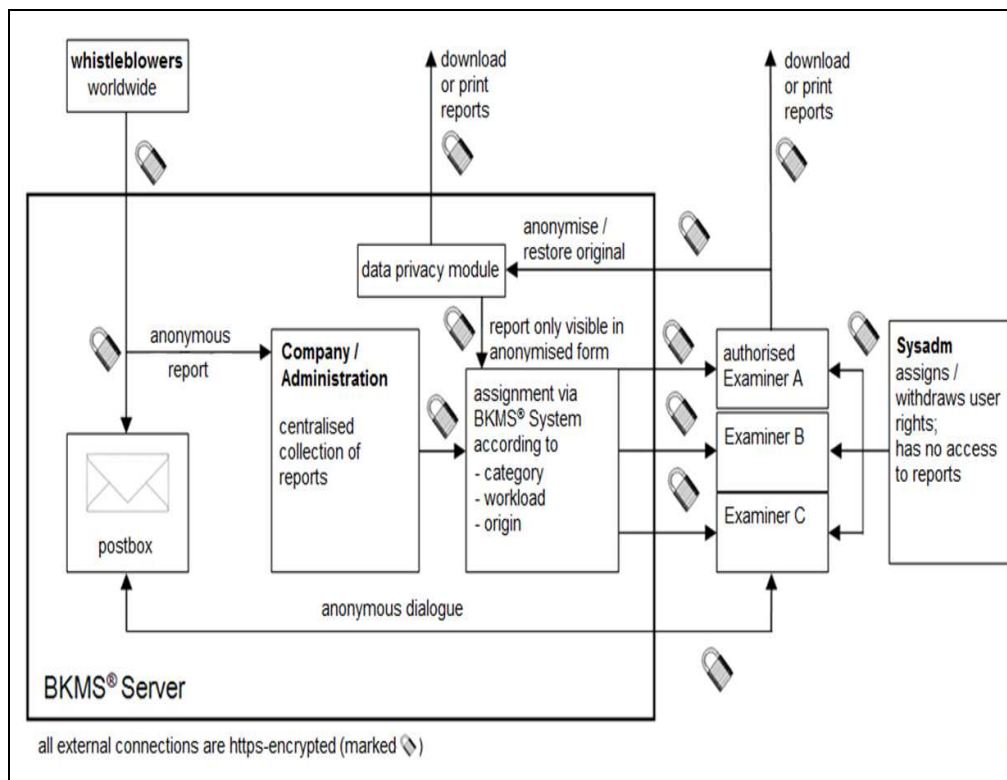 whistleblowers
worldwide
download
or print
reports
download
or print
reports
anonymise /
restore original
data privacy module
anonymous
report
report only visible in
anonymised form
Company /
Administration
centralised
collection of
reports
assignment via
BKMS® System
according to
- category
- workload
- origin
authorised
Examiner A
Examiner B
Examiner C
Sysadm
assigns /
withdraws user
rights;
has no access
to reports
postbox
anonymous dialogue
BKMS® Server
all external connections are https-encrypted (marked )